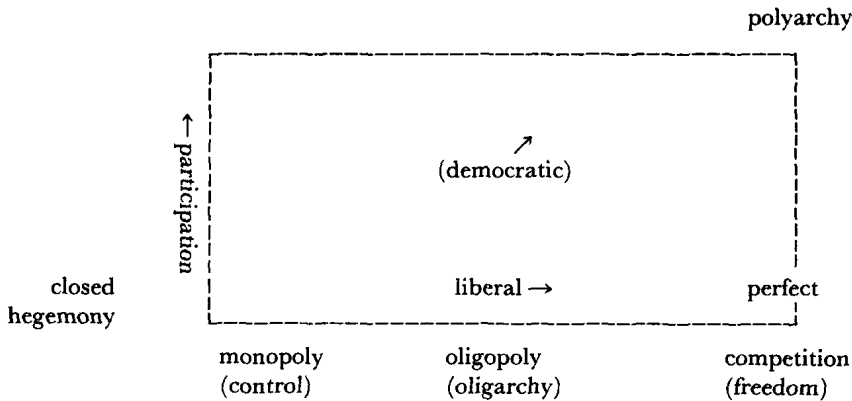 polyarchy
← participation
↗
(democratic)
closed
hegemony
liberal →
perfect
monopoly
(control)
oligopoly
(oligarchy)
competition
(freedom)